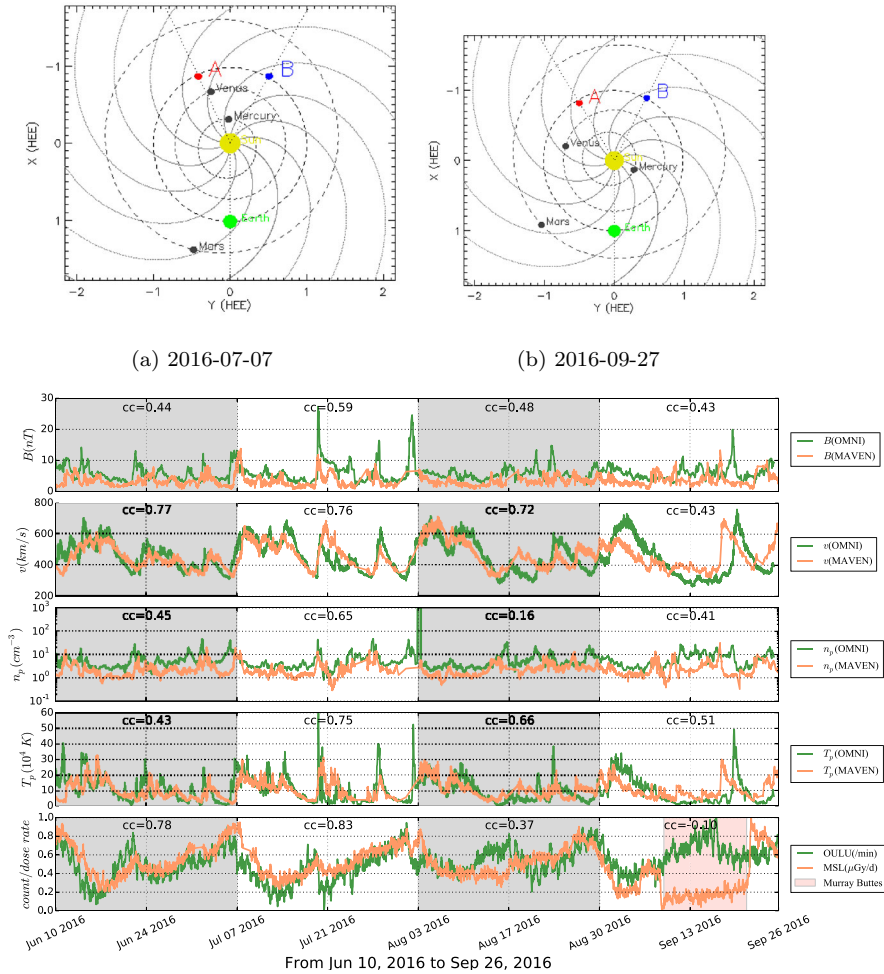 −1
0
1
X (HEE)
A
B
Venus
Mercury
Sun
Earth
Mars
−2
−1
0
1
2
Y (HEE)
−1
0
1
X (HEE)
A
B
Venus
Sun
Mercury
Mars
Earth
−2
−1
0
1
2
Y (HEE)
(a) 2016-07-07
(b) 2016-09-27
30
20
10
0
B(nT)
cc=0.44
cc=0.59
cc=0.48
cc=0.43
B(OMNI)
B(MAVEN)
800
600
400
200
v(km/s)
cc=0.77
cc=0.76
cc=0.72
cc=0.43
v(OMNI)
v(MAVEN)
10³
10²
10¹
10⁰
10⁻¹
nₚ(cm⁻³)
cc=0.45
cc=0.65
cc=0.16
cc=0.41
nₚ(OMNI)
nₚ(MAVEN)
60
50
40
30
20
10
0
Tₚ(10⁴ K)
cc=0.43
cc=0.75
cc=0.66
cc=0.51
Tₚ(OMNI)
Tₚ(MAVEN)
1.0
0.8
0.6
0.4
0.2
0.0
count/dose rate
cc=0.78
cc=0.83
cc=0.37
cc=-0.10
OULU(/min)
MSL(μGy/d)
Murray Buttes
Jun 10 2016
Jun 24 2016
Jul 07 2016
Jul 21 2016
Aug 03 2016
Aug 17 2016
Aug 30 2016
Sep 13 2016
Sep 26 2016
From Jun 10, 2016 to Sep 26, 2016